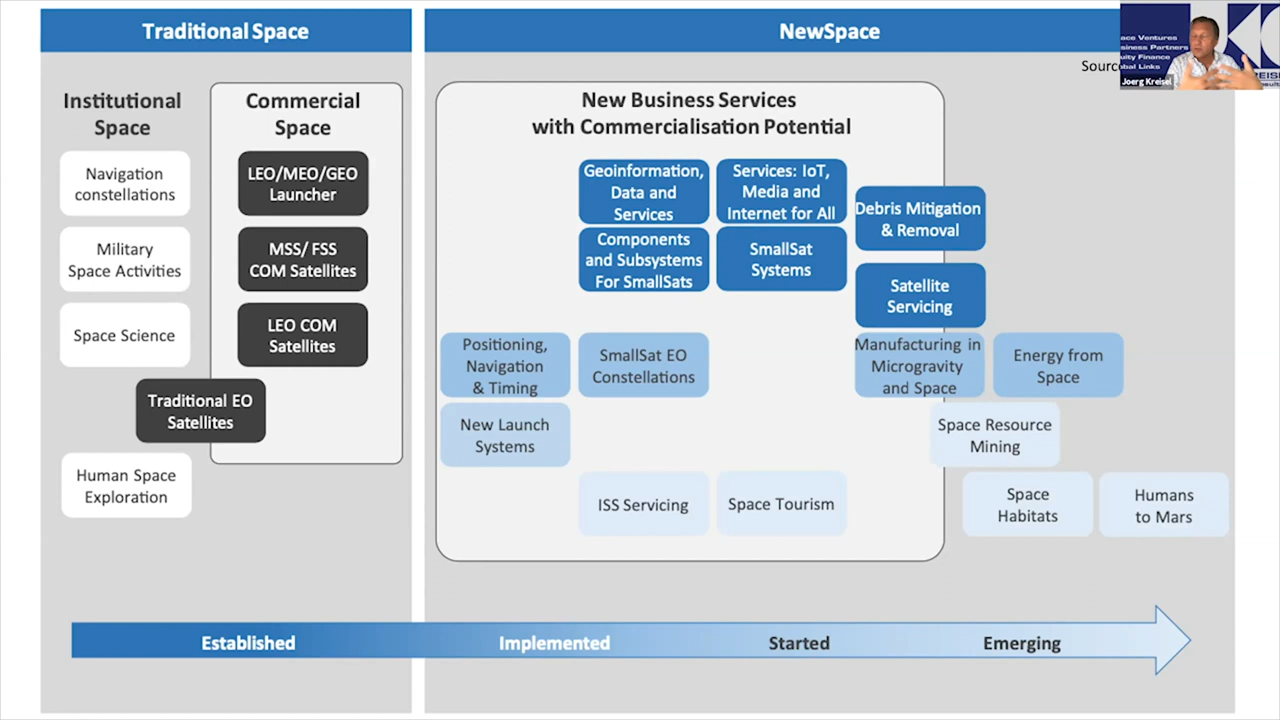 Traditional Space
NewSpace
Institutional
Space
Commercial
Space
Navigation
constellations
LEO/MEO/GEO
Launcher
Military
Space Activities
MSS/ FSS
COM Satellites
Space Science
LEO COM
Satellites
Traditional EO
Satellites
Human Space
Exploration
New Business Services
with Commercialisation Potential
Geoinformation,
Data and
Services
Services: IoT,
Media and
Internet for All
Debris Mitigation
& Removal
Components
and Subsystems
For SmallSats
SmallSat
Systems
Satellite
Servicing
Positioning,
Navigation
& Timing
SmallSat EO
Constellations
Manufacturing in
Microgravity
and Space
Energy from
Space
New Launch
Systems
Space Resource
Mining
ISS Servicing
Space Tourism
Space
Habitats
Humans
to Mars
Established
Implemented
Started
Emerging
Ventures
Partners
Finance
Links
Joerg Kreisel